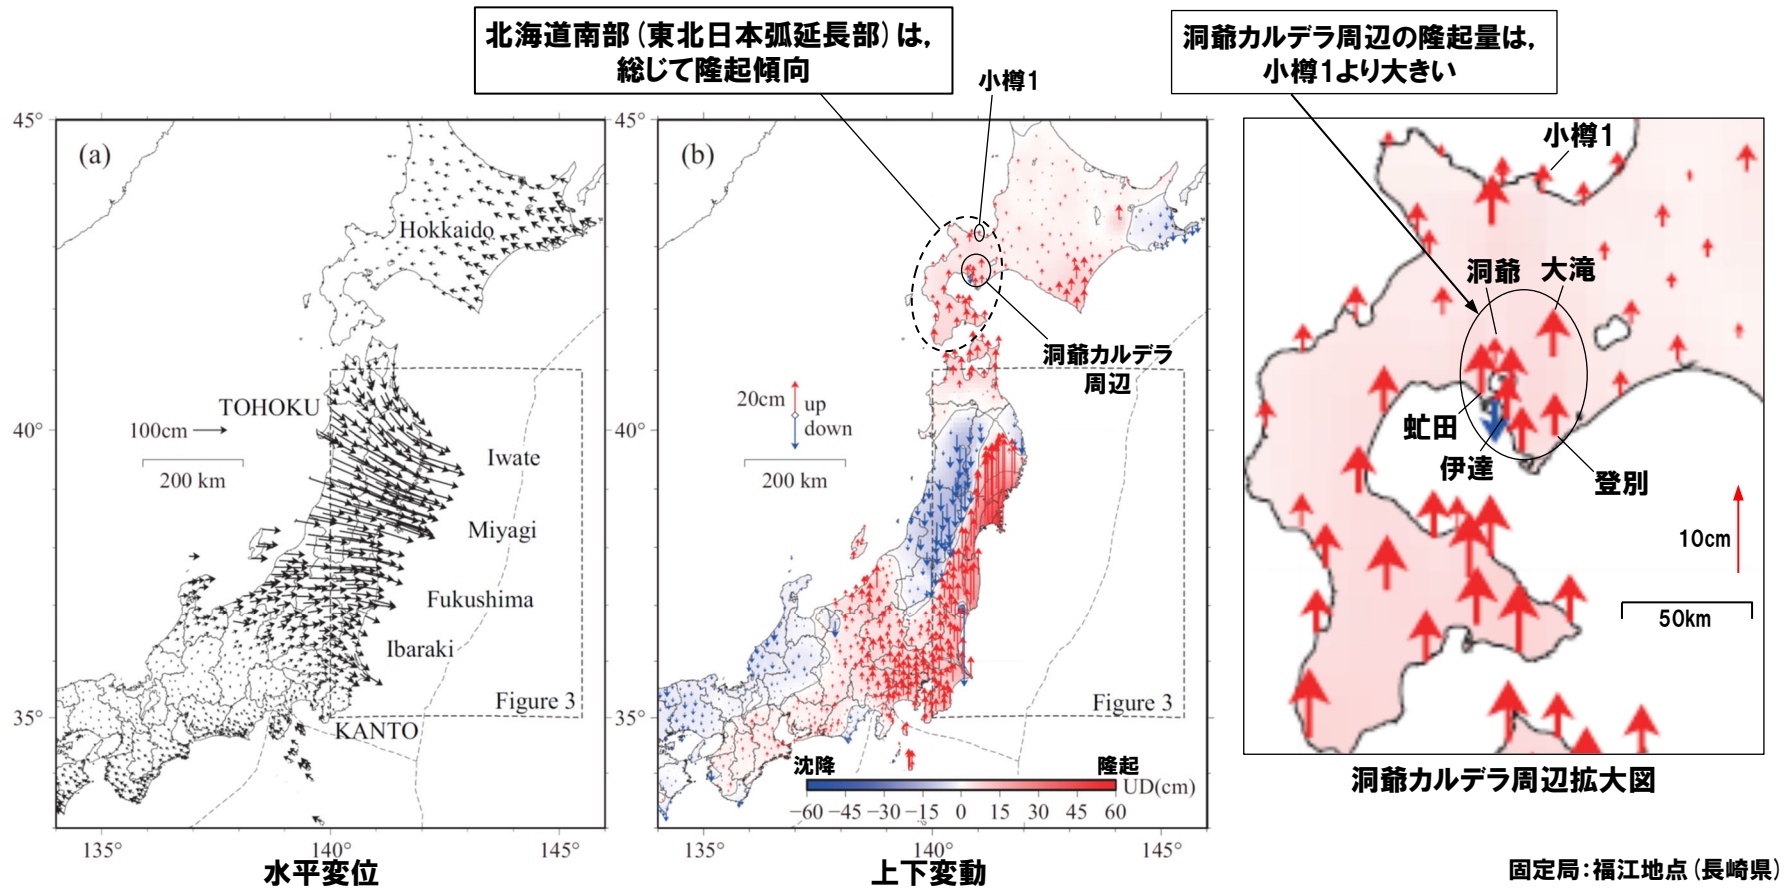 北海道南部(東北日本弧延長部)は,
総じて隆起傾向
洞爺カルデラ周辺の隆起量は,
小樽1より大きい
小樽1
45°
40°
35°
(a)
Hokkaido
TOHOKU
100cm
200 km
Iwate
Miyagi
Fukushima
Ibaraki
Figure 3
KANTO
135°
140°
145°
水平変位
45°
40°
35°
(b)
洞爺カルデラ
周辺
20cm
up
down
200 km
Figure 3
沈降
隆起
UD(cm)
−60 −45 −30 −15 0 15 30 45 60
135°
140°
145°
上下変動
小樽1
洞爺
大滝
虻田
伊達
登別
10cm
50km
洞爺カルデラ周辺拡大図
固定局:福江地点(長崎県)